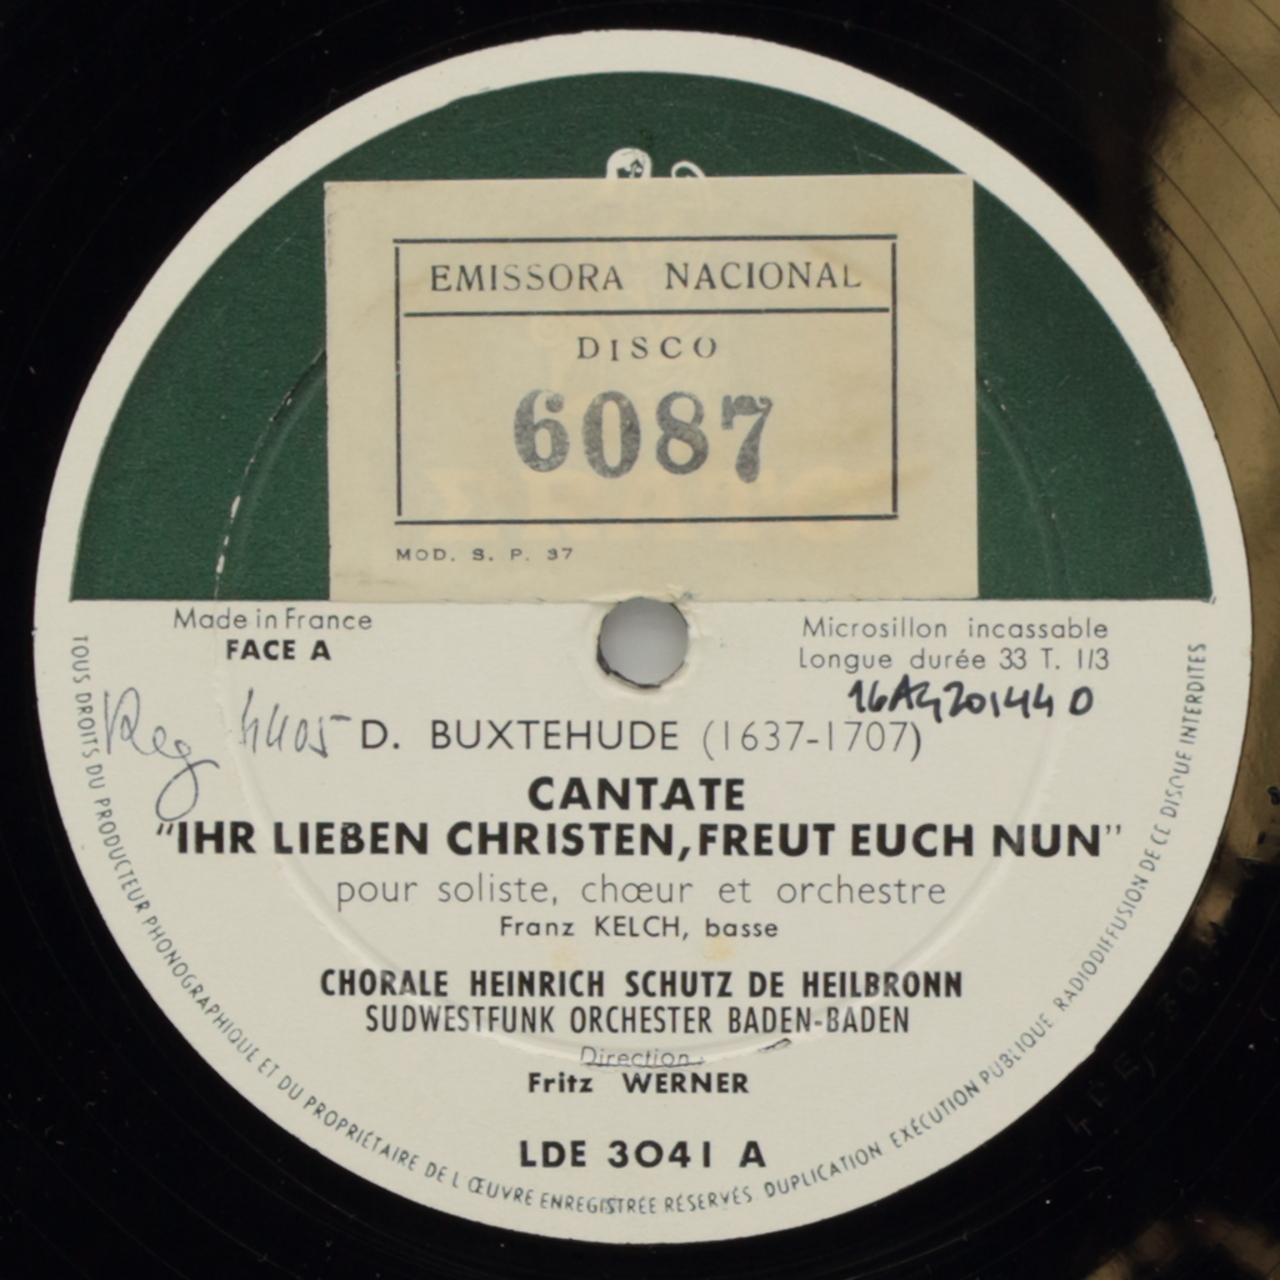 EMISSORA NACIONAL
DISCO
6087
MOD. S. P. 37
Made in France
FACE A
Microsillon incassable
Longue durée 33 T. 1/3
16A420144 D
Reg 4405
D. BUXTEHUDE (1637-1707)
CANTATE
"IHR LIEBEN CHRISTEN, FREUT EUCH NUN"
pour soliste, chœur et orchestre
Franz KELCH, basse
CHORALE HEINRICH SCHUTZ DE HEILBRONN
SUDWESTFUNK ORCHESTER BADEN-BADEN
Direction :
Fritz WERNER
LDE 3041 A
TOUS DROITS DU PRODUCTEUR PHONOGRAPHIQUE ET DU PROPRIÉTAIRE DE L'ŒUVRE ENREGISTRÉE RÉSERVÉS. DUPLICATION EXÉCUTION PUBLIQUE RADIODIFFUSION DE CE DISQUE INTERDITES